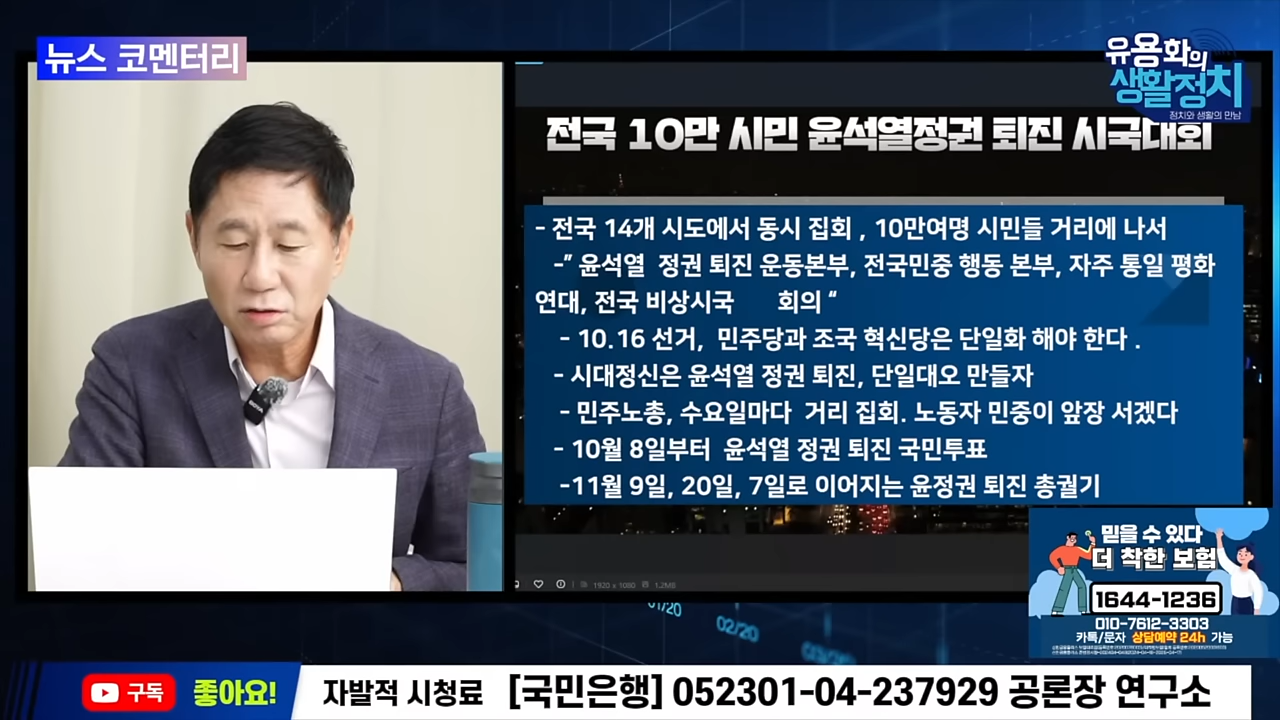 뉴스 코멘터리
유용화의
생활정치
정치와 생활의 만남
전국 10만 시민 윤석열정권 퇴진 시국대회
- 전국 14개 시도에서 동시 집회 , 10만여명 시민들 거리에 나서
-” 윤석열 정권 퇴진 운동본부, 전국민중 행동 본부, 자주 통일 평화
연대, 전국 비상시국 회의 “
- 10.16 선거, 민주당과 조국 혁신당은 단일화 해야 한다 .
- 시대정신은 윤석열 정권 퇴진, 단일대오 만들자
- 민주노총, 수요일마다 거리 집회. 노동자 민중이 앞장 서겠다
- 10월 8일부터 윤석열 정권 퇴진 국민투표
-11월 9일, 20일, 7일로 이어지는 윤정권 퇴진 총궐기
1920 x 1080 1.2MB
믿을 수 있다
더 착한 보험
1644-1236
010-7612-3303
카톡/문자 상담예약 24h 가능
01/20
02/20
구독
좋아요!
자발적 시청료 [국민은행] 052301-04-237929 공론장 연구소